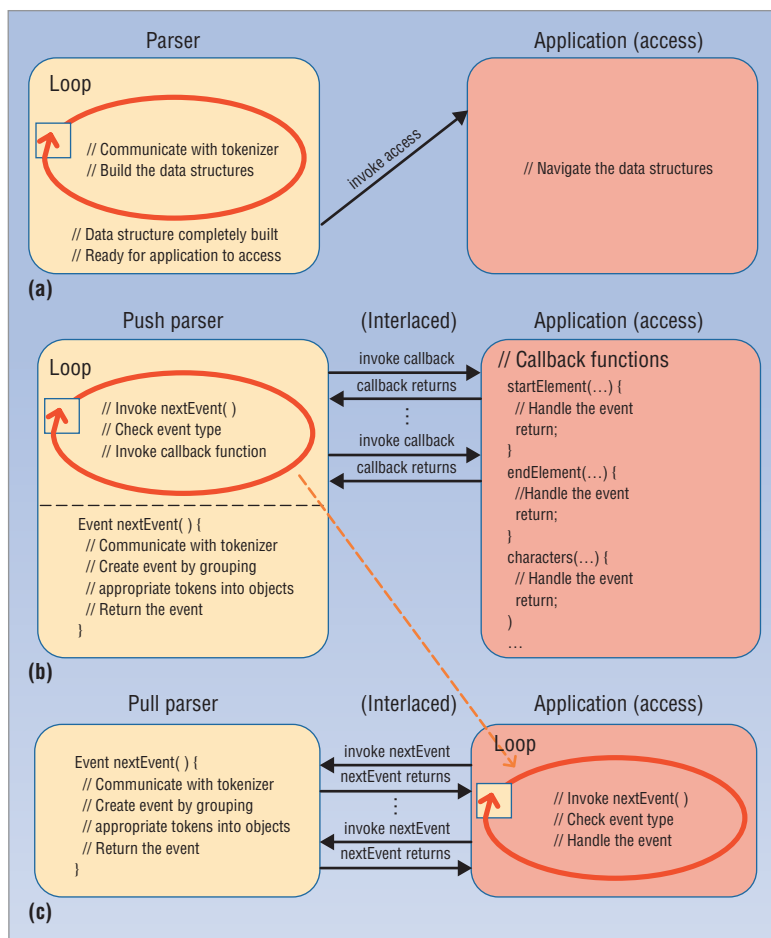 Parser
Application (access)
Loop
// Communicate with tokenizer
// Build the data structures
// Data structure completely built
// Ready for application to access
invoke access
// Navigate the data structures
(a)
Push parser
(Interlaced)
Application (access)
Loop
// Invoke nextEvent( )
// Check event type
// Invoke callback function
Event nextEvent( ) {
// Communicate with tokenizer
// Create event by grouping
// appropriate tokens into objects
// Return the event
}
invoke callback
callback returns
⋮
invoke callback
callback returns
// Callback functions
startElement(…) {
// Handle the event
return;
}
endElement(…) {
//Handle the event
return;
}
characters(…) {
// Handle the event
return;
)
…
(b)
Pull parser
(Interlaced)
Application (access)
Event nextEvent( ) {
// Communicate with tokenizer
// Create event by grouping
// appropriate tokens into objects
// Return the event
}
invoke nextEvent
nextEvent returns
⋮
invoke nextEvent
nextEvent returns
Loop
// Invoke nextEvent( )
// Check event type
// Handle the event
(c)